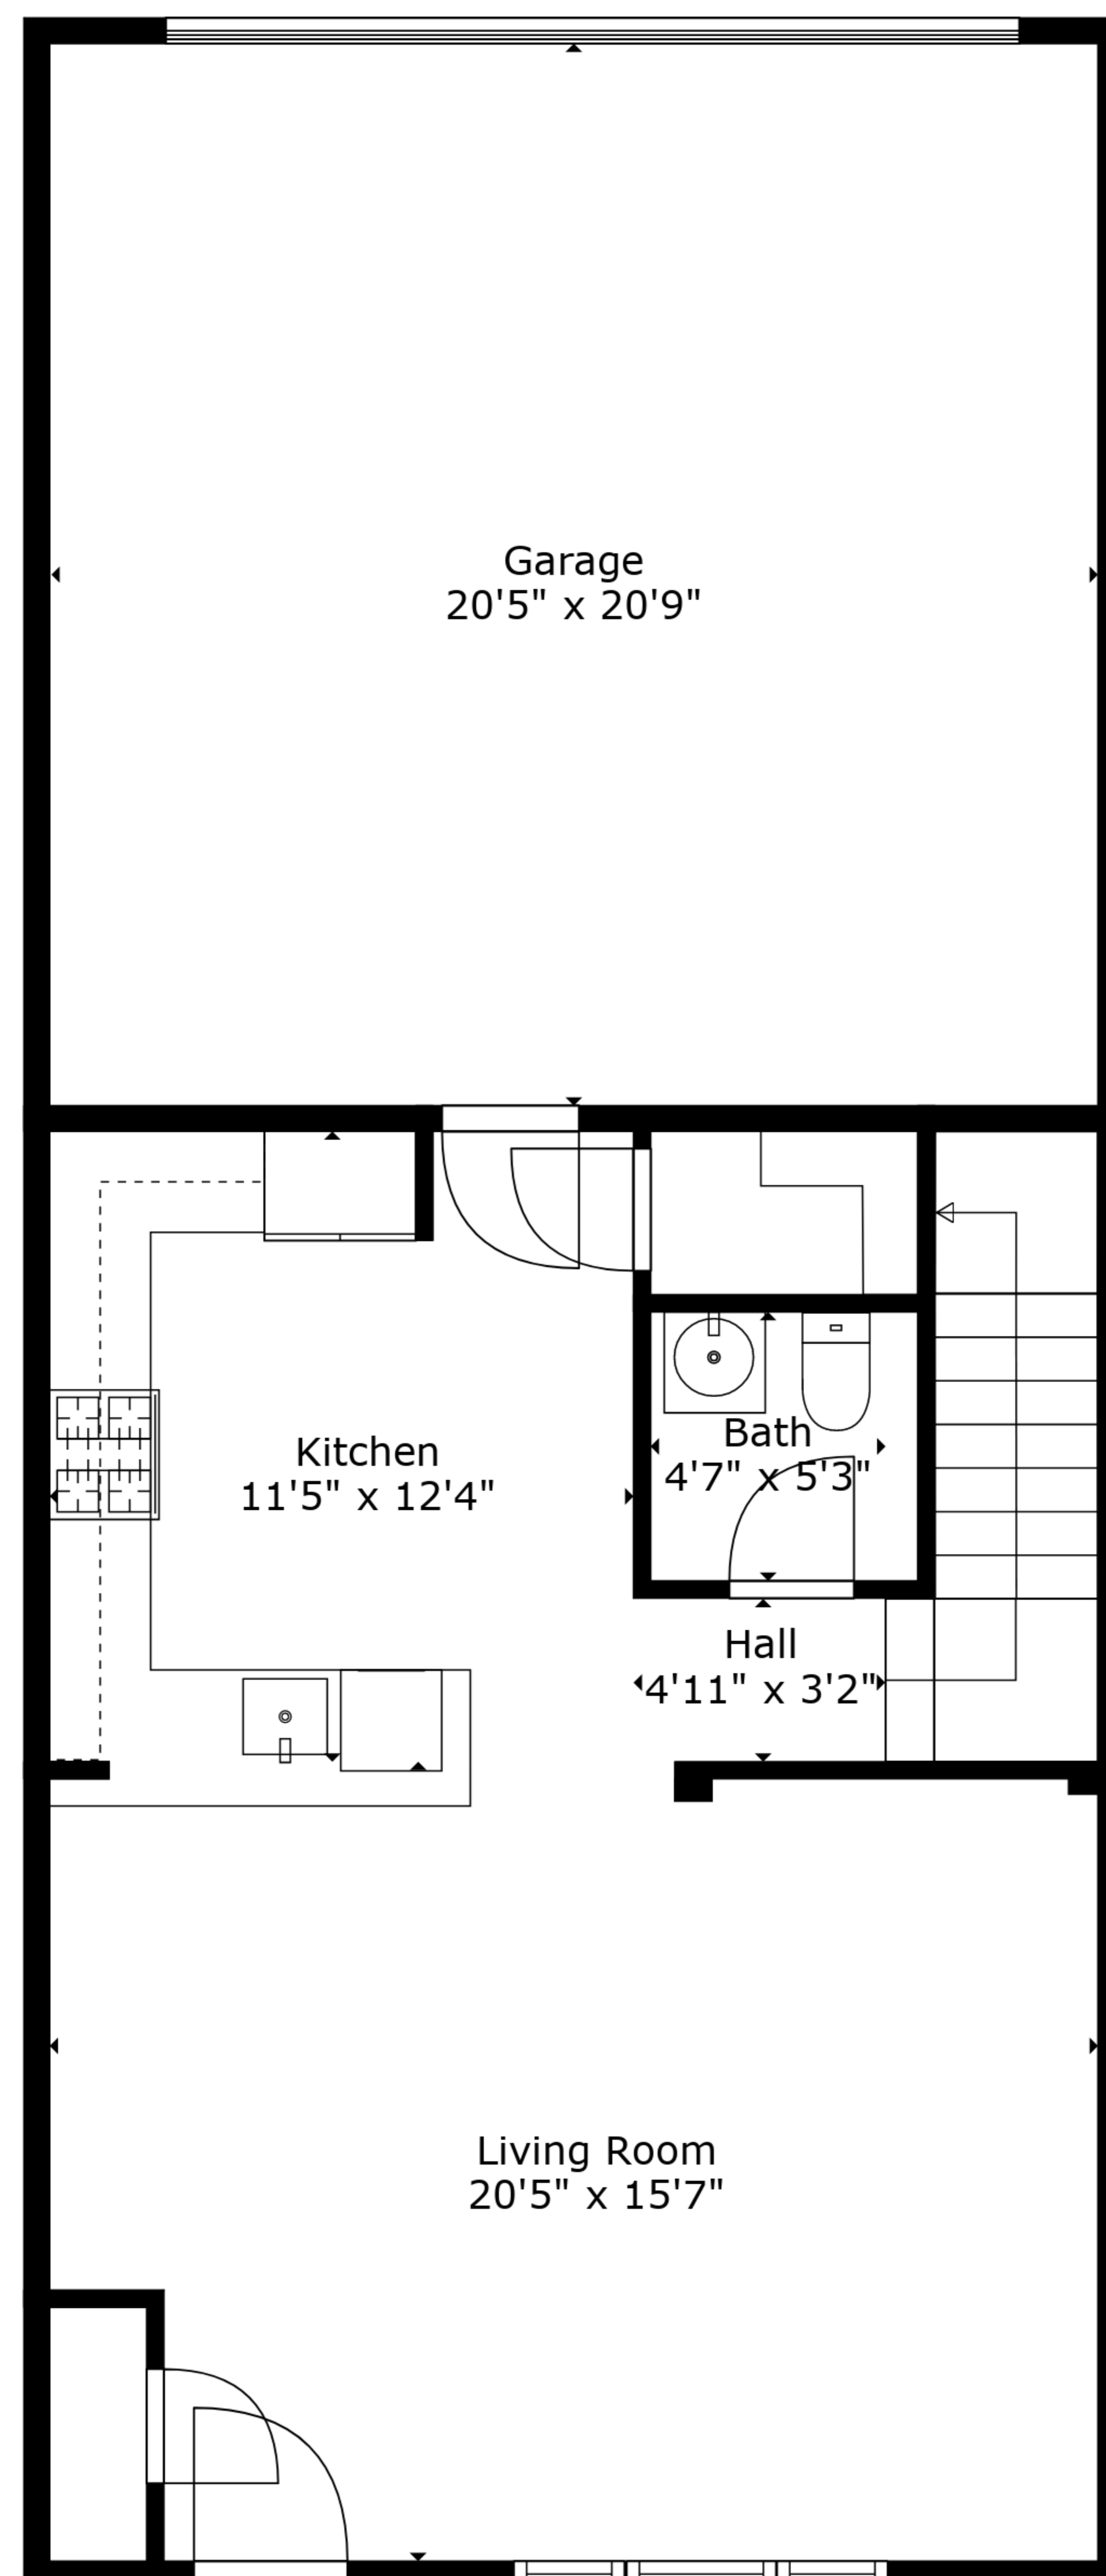 Garage
20'5" x 20'9"
Kitchen
11'5" x 12'4"
Bath
4'7" x 5'3"
Hall
4'11" x 3'2"
Living Room
20'5" x 15'7"